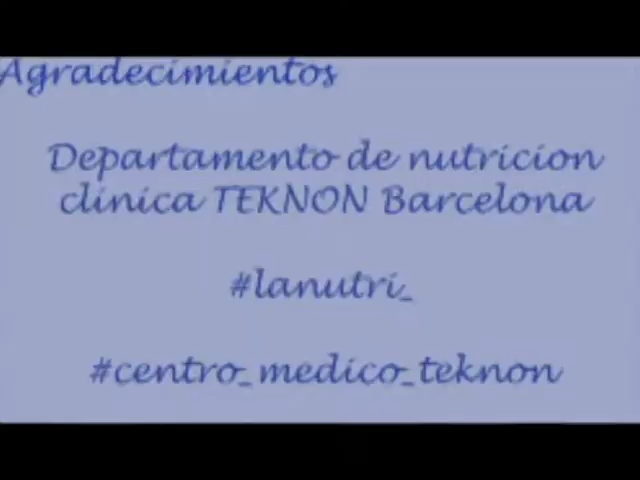 Agradecimientos
Departamento de nutricion
clinica TEKNON Barcelona
#lanutri_
#centro_medico_teknon